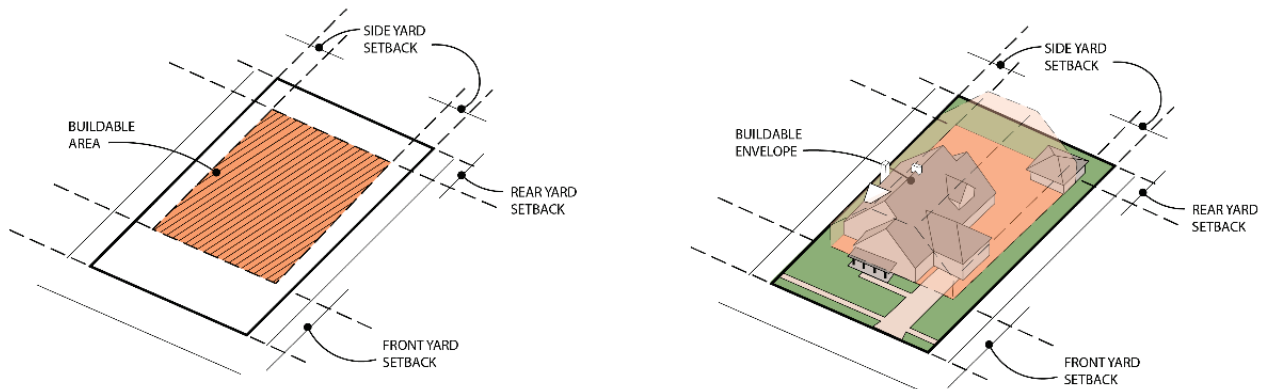 SIDE YARD
SETBACK
BUILDABLE
AREA
REAR YARD
SETBACK
FRONT YARD
SETBACK
SIDE YARD
SETBACK
BUILDABLE
ENVELOPE
REAR YARD
SETBACK
FRONT YARD
SETBACK